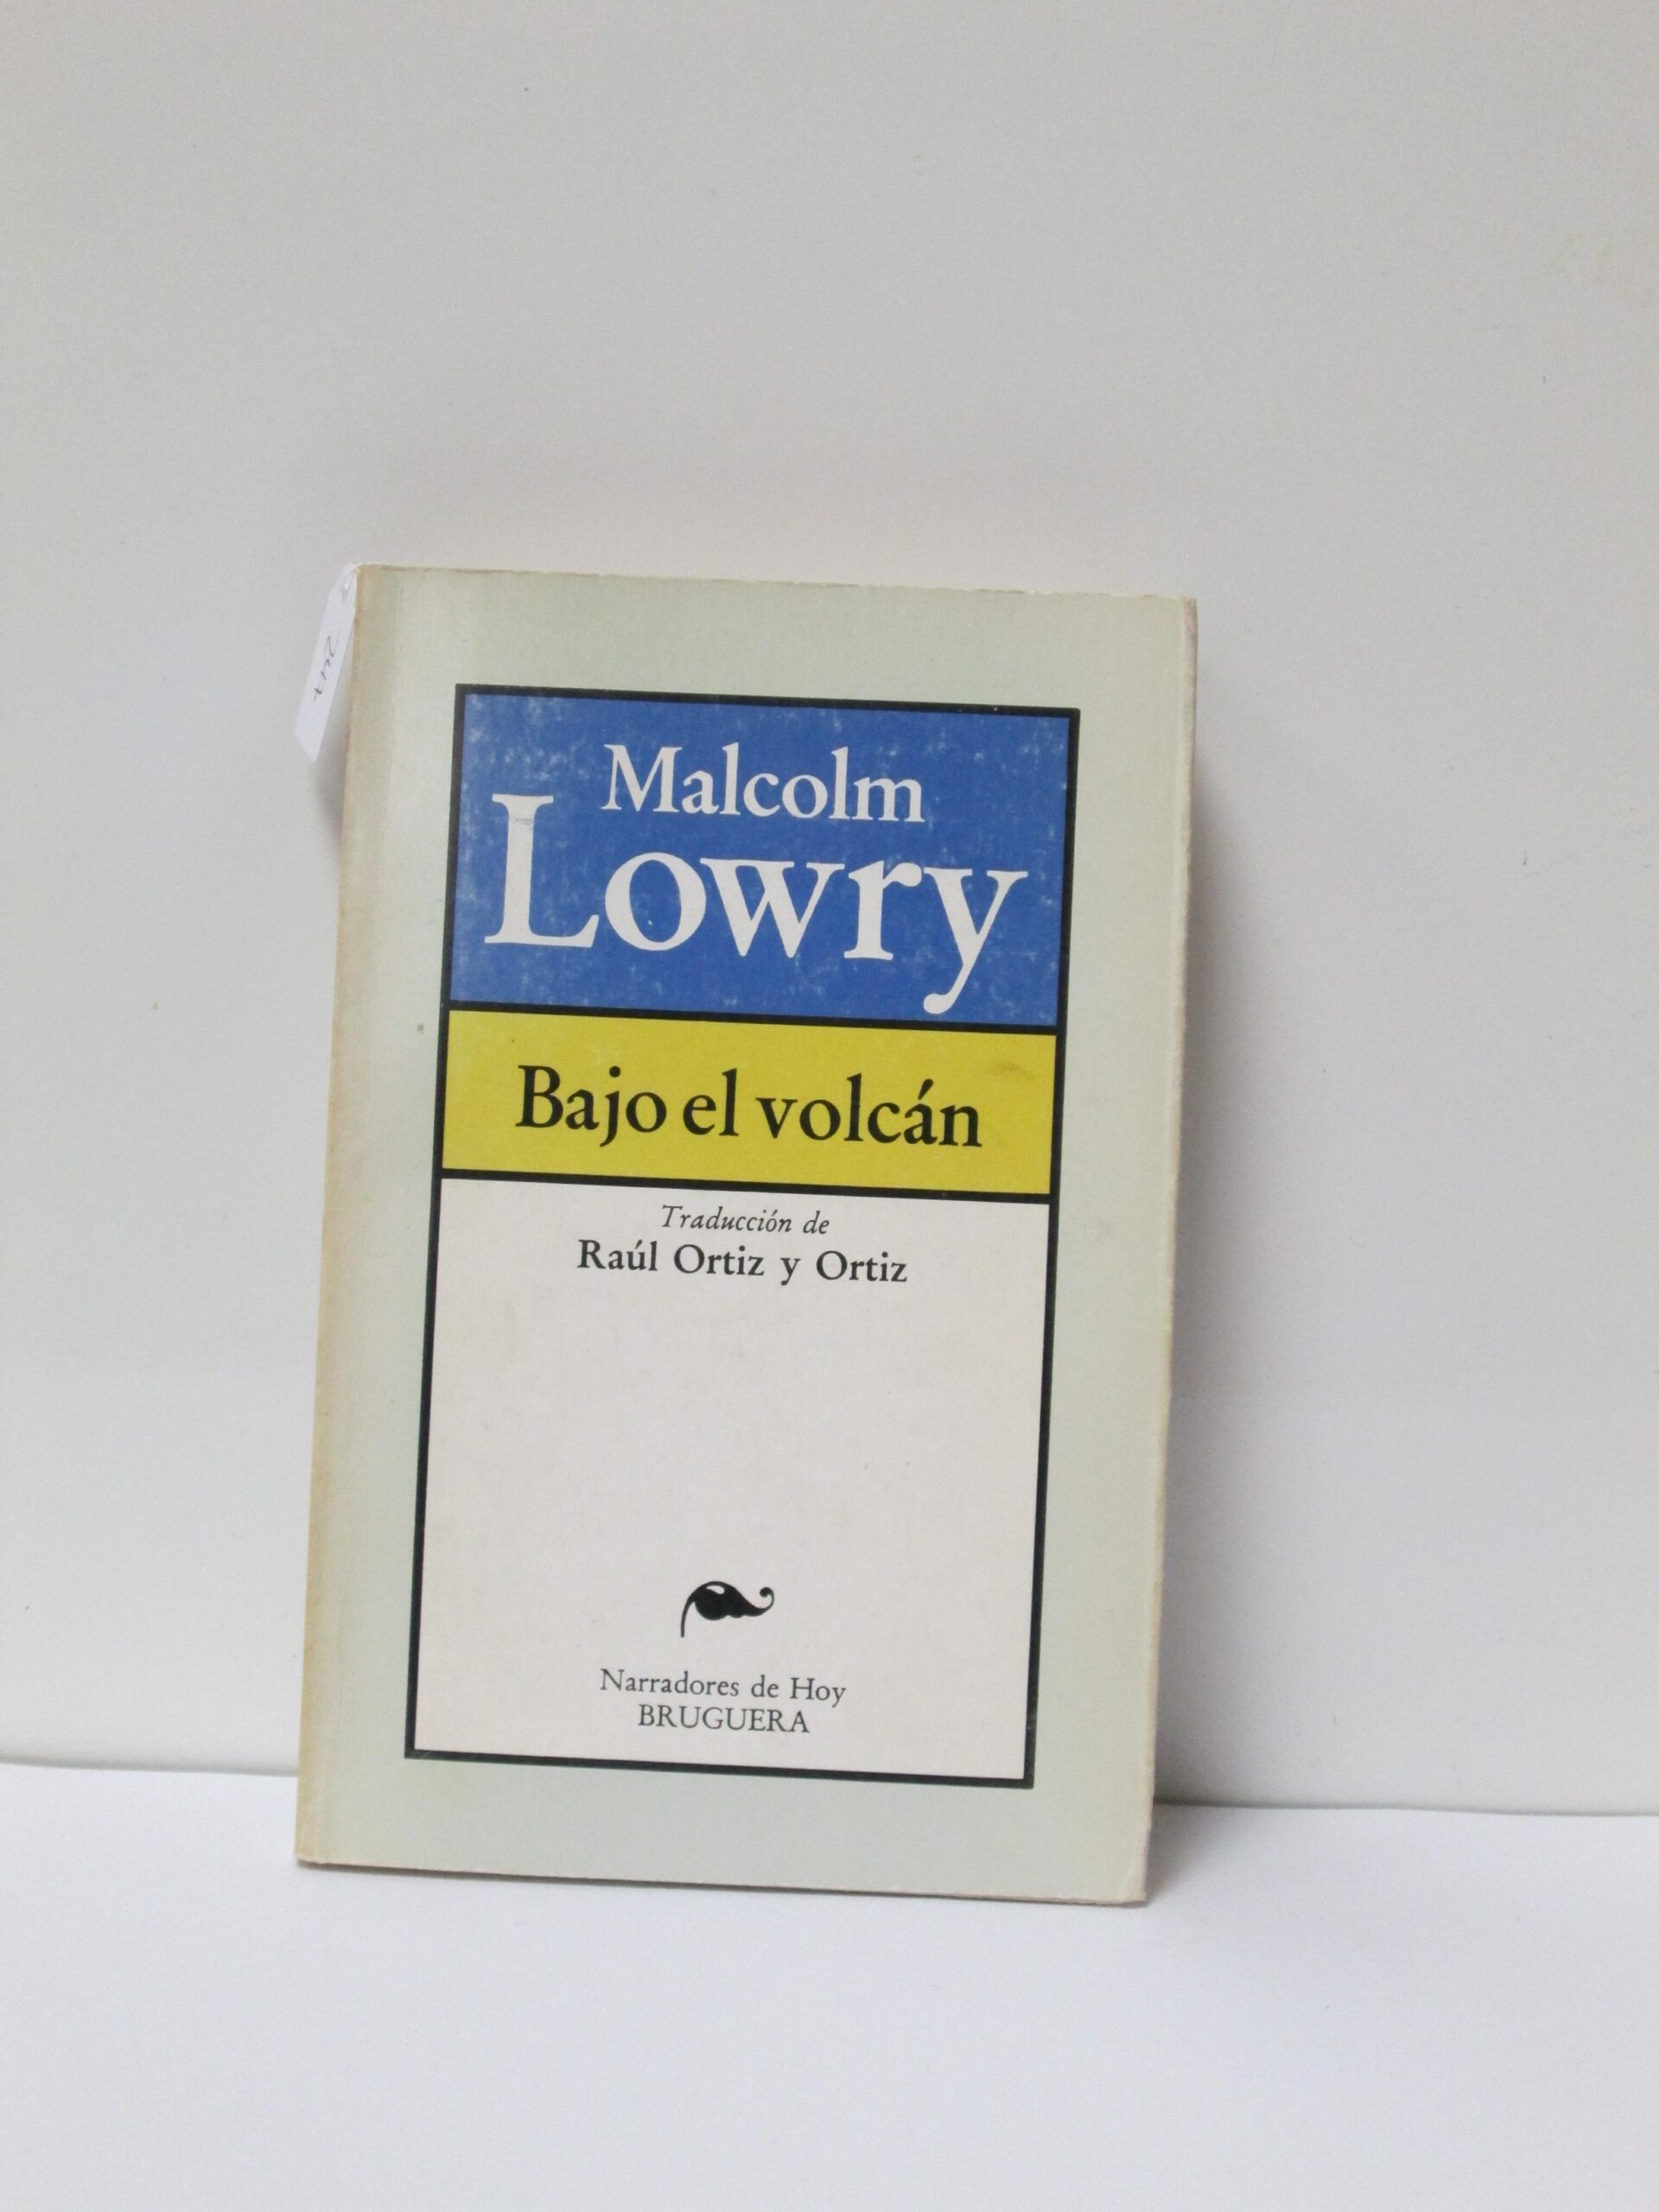 Malcolm
Lowry
Bajo el volcán
Traducción de
Raúl Ortiz y Ortiz
Narradores de Hoy
BRUGUERA